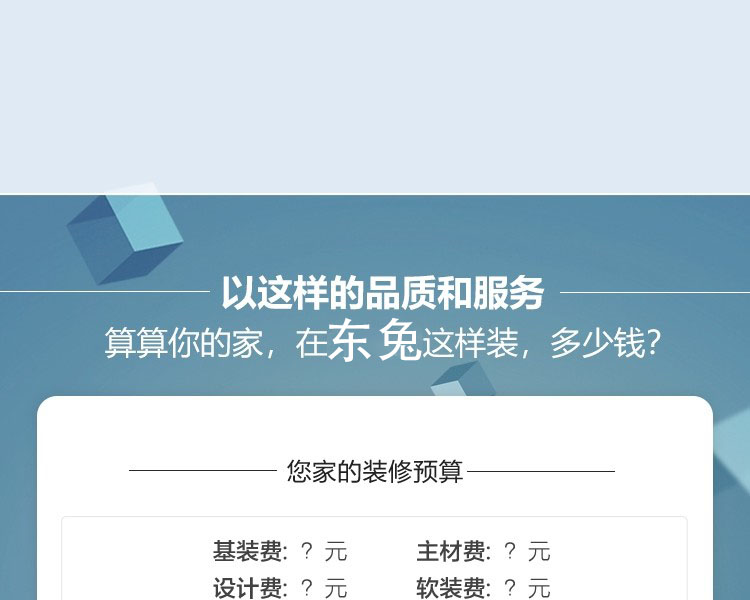 以这样的品质和服务
算算你的家，在东兔这样装，多少钱？
您家的装修预算
基装费：？元 主材费：？元
设计费：？元 软装费：？元